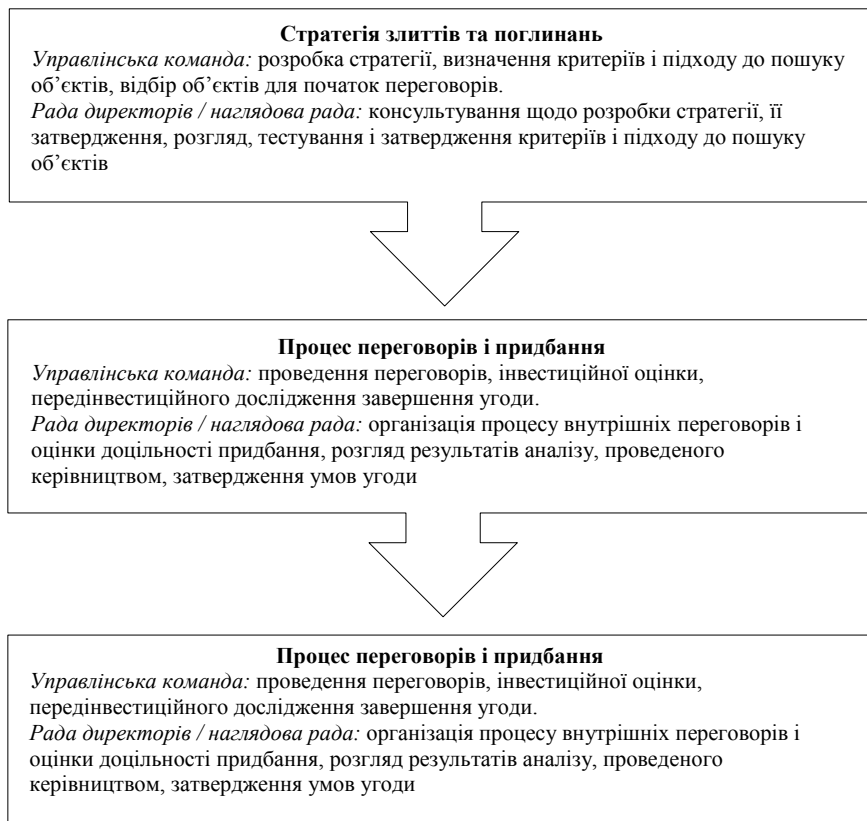 Стратегія злиттів та поглинань
Управлінська команда: розробка стратегії, визначення критеріїв і підходу до пошуку
об’єктів, відбір об’єктів для початок переговорів.
Рада директорів / наглядова рада: консультування щодо розробки стратегії, її
затвердження, розгляд, тестування і затвердження критеріїв і підходу до пошуку
об’єктів
Процес переговорів і придбання
Управлінська команда: проведення переговорів, інвестиційної оцінки,
передінвестиційного дослідження завершення угоди.
Рада директорів / наглядова рада: організація процесу внутрішніх переговорів і
оцінки доцільності придбання, розгляд результатів аналізу, проведеного
керівництвом, затвердження умов угоди
Процес переговорів і придбання
Управлінська команда: проведення переговорів, інвестиційної оцінки,
передінвестиційного дослідження завершення угоди.
Рада директорів / наглядова рада: організація процесу внутрішніх переговорів і
оцінки доцільності придбання, розгляд результатів аналізу, проведеного
керівництвом, затвердження умов угоди